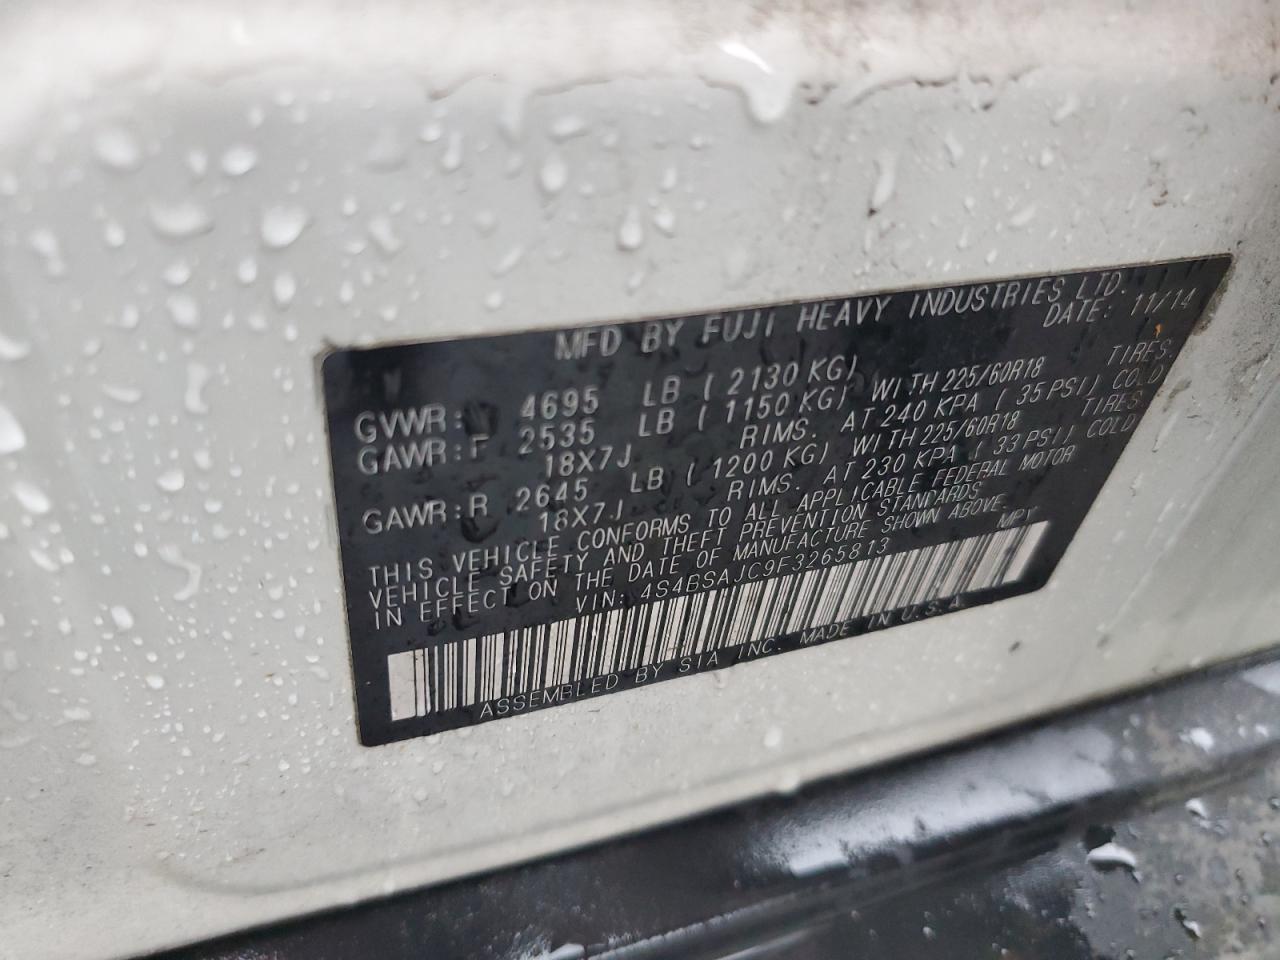 MFD BY FUJI HEAVY INDUSTRIES LTD.
DATE: 11/14
GVWR: 4695 LB ( 2130 KG)
GAWR:F 2535 LB ( 1150 KG) WITH 225/60R18 TIRES.
18X7J RIMS. AT 240 KPA ( 35 PSI) COLD
GAWR:R 2645 LB ( 1200 KG) WITH 225/60R18 TIRES.
18X7J RIMS. AT 230 KPA ( 33 PSI) COLD
THIS VEHICLE CONFORMS TO ALL APPLICABLE FEDERAL MOTOR
VEHICLE SAFETY AND THEFT PREVENTION STANDARDS
IN EFFECT ON THE DATE OF MANUFACTURE SHOWN ABOVE.
VIN: 4S4BSAJC9F3265813 MPV
ASSEMBLED BY SIA INC. MADE IN U.S.A.